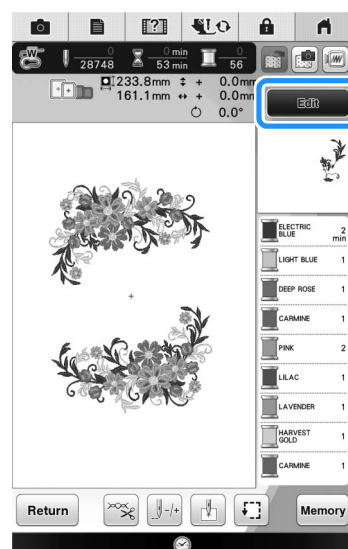 W
0
28748
0 min
53 min
0
56
233.8mm ↕ + 0.0mm
161.1mm ↔ + 0.0mm
0.0°
Edit
ELECTRIC BLUE 2 min
LIGHT BLUE 1
DEEP ROSE 1
CARMINE 1
PINK 2
LILAC 1
LAVENDER 1
HARVEST GOLD 1
CARMINE 1
Return
-/+
Memory